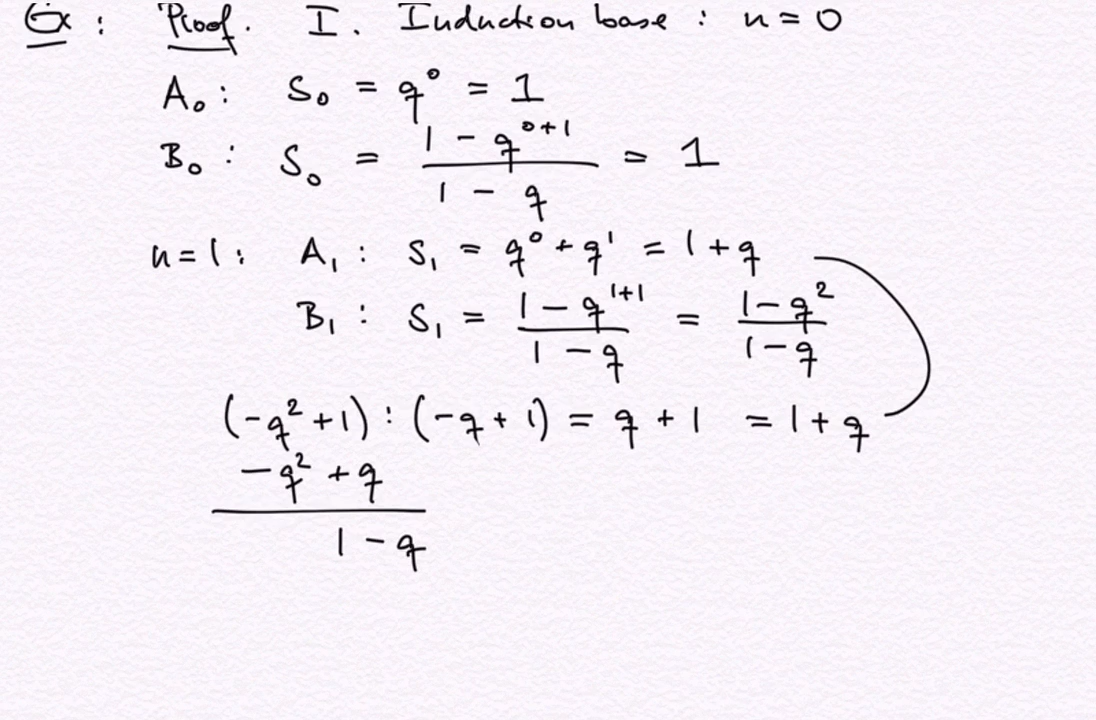 Ex : Proof. I. Induction base : n = 0
A₀ : S₀ = q⁰ = 1
B₀ : S₀ = (1 - q⁰⁺¹)/(1 - q) = 1
n = 1 : A₁ : S₁ = q⁰ + q¹ = 1 + q
B₁ : S₁ = (1 - q¹⁺¹)/(1 - q) = (1 - q²)/(1 - q)
(-q² + 1) : (-q + 1) = q + 1 = 1 + q
-q² + q
1 - q